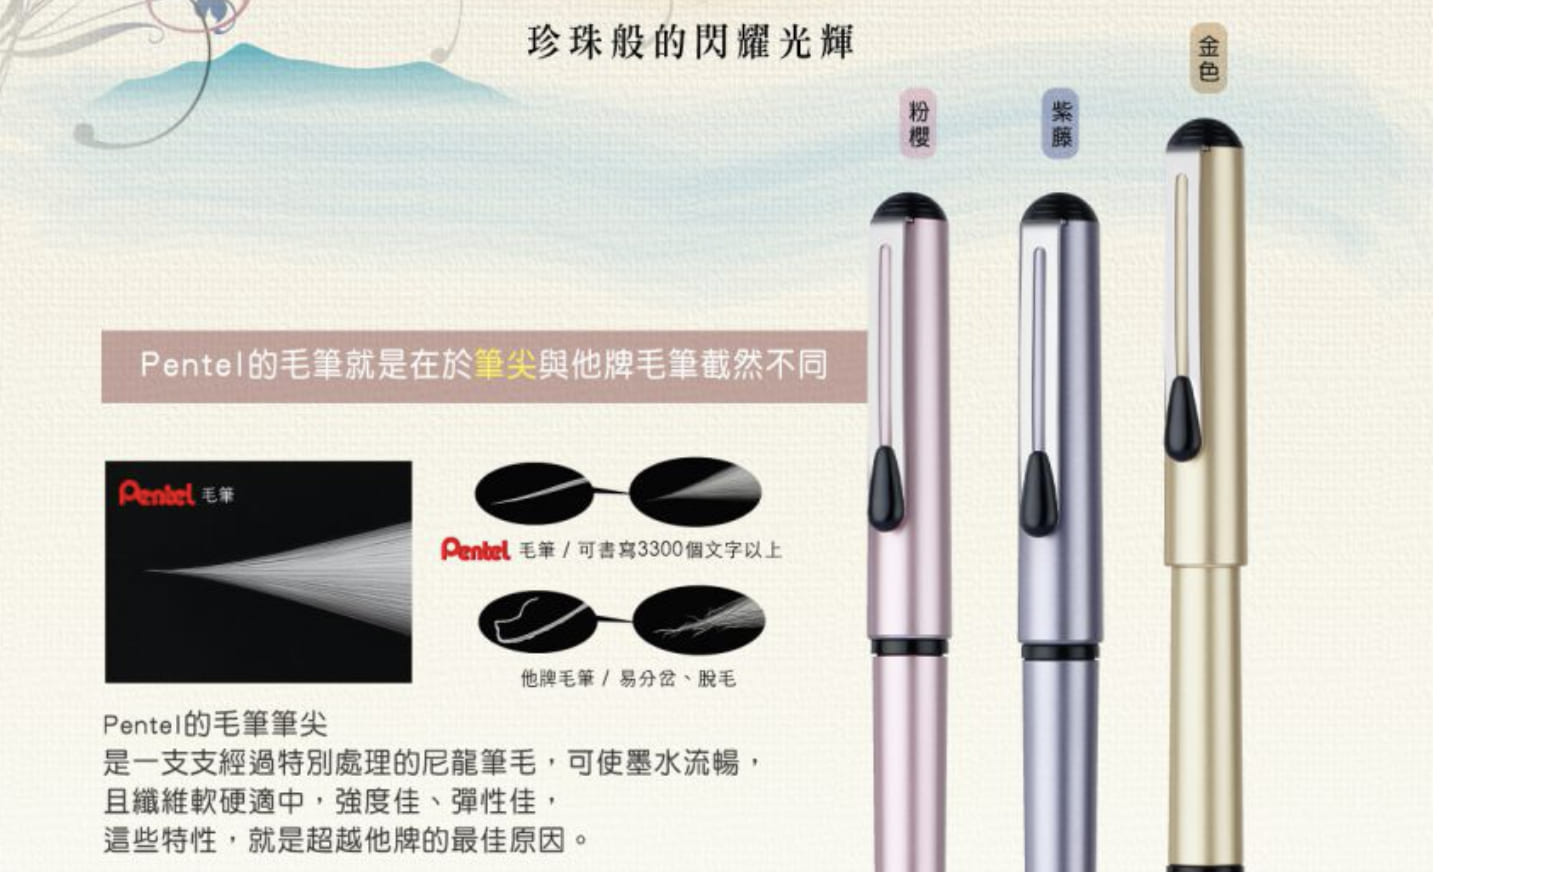 珍珠般的閃耀光輝
金色
粉櫻
紫藤
Pentel的毛筆就是在於筆尖與他牌毛筆截然不同
Pentel 毛筆
Pentel 毛筆 / 可書寫3300個文字以上
他牌毛筆 / 易分岔、脫毛
Pentel的毛筆筆尖
是一支支經過特別處理的尼龍筆毛，可使墨水流暢，
且纖維軟硬適中，強度佳、彈性佳，
這些特性，就是超越他牌的最佳原因。